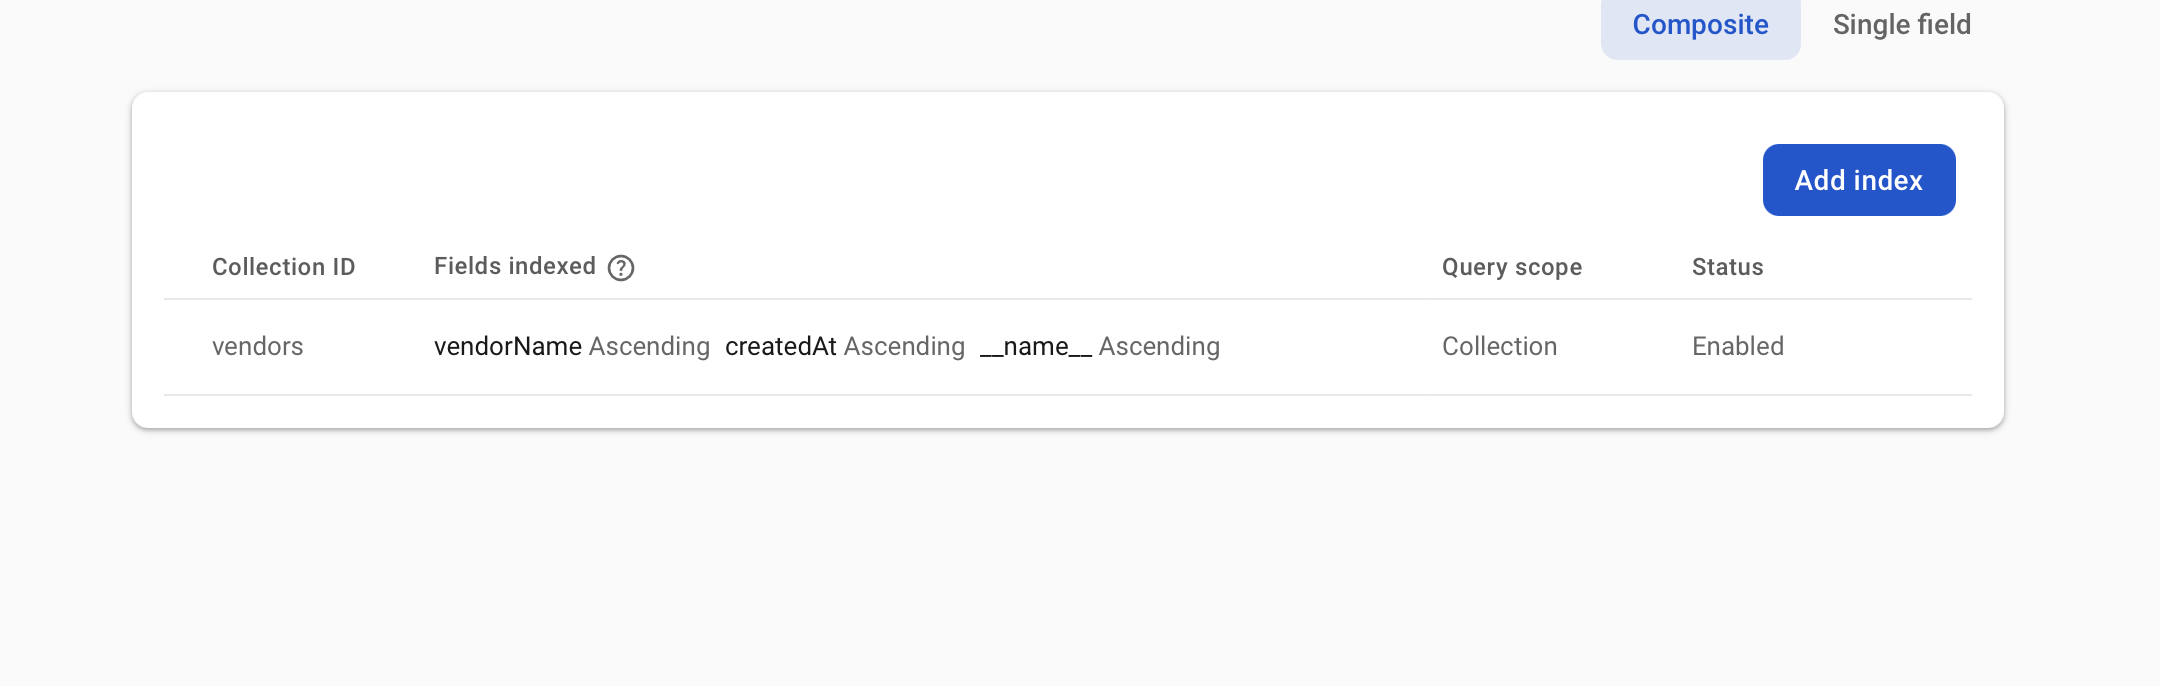 Composite Single field
Add index
Collection ID Fields indexed ? Query scope Status
vendors vendorName Ascending createdAt Ascending __name__ Ascending Collection Enabled